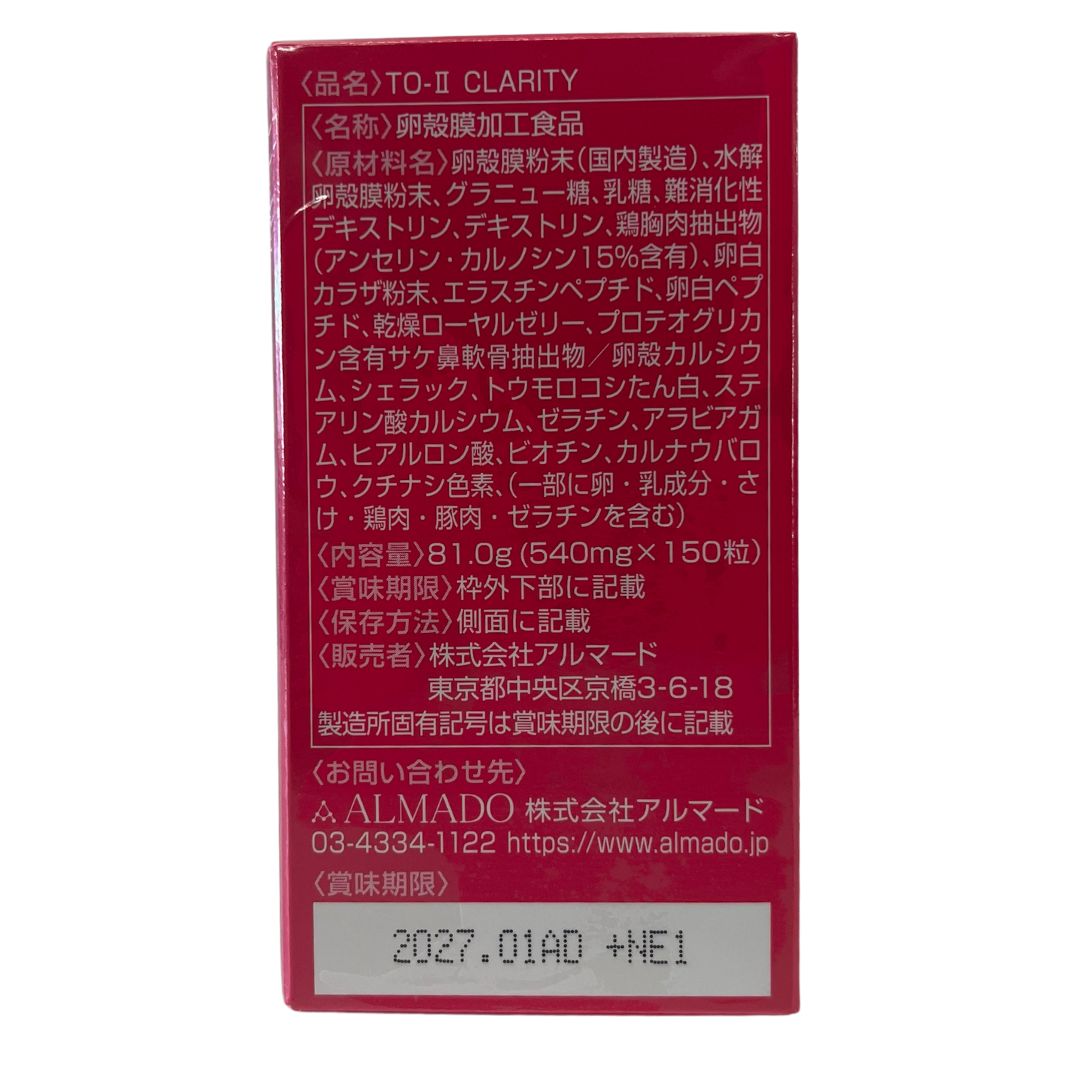 〈品名〉TO-Ⅱ CLARITY
〈名称〉卵殻膜加工食品
〈原材料名〉卵殻膜粉末(国内製造)、水解
卵殻膜粉末、グラニュー糖、乳糖、難消化性
デキストリン、デキストリン、鶏胸肉抽出物
(アンセリン・カルノシン15%含有)、卵白
カラザ粉末、エラスチンペプチド、卵白ペプ
チド、乾燥ローヤルゼリー、プロテオグリカ
ン含有サケ鼻軟骨抽出物／卵殻カルシウ
ム、シェラック、トウモロコシたん白、ステ
アリン酸カルシウム、ゼラチン、アラビアガ
ム、ヒアルロン酸、ビオチン、カルナウバロ
ウ、クチナシ色素、(一部に卵・乳成分・さ
け・鶏肉・豚肉・ゼラチンを含む)
〈内容量〉81.0g(540mg×150粒)
〈賞味期限〉枠外下部に記載
〈保存方法〉側面に記載
〈販売者〉株式会社アルマード
東京都中央区京橋3-6-18
製造所固有記号は賞味期限の後に記載
〈お問い合わせ先〉
ALMADO 株式会社アルマード
03-4334-1122 https://www.almado.jp
〈賞味期限〉
2027.01AD +NE1